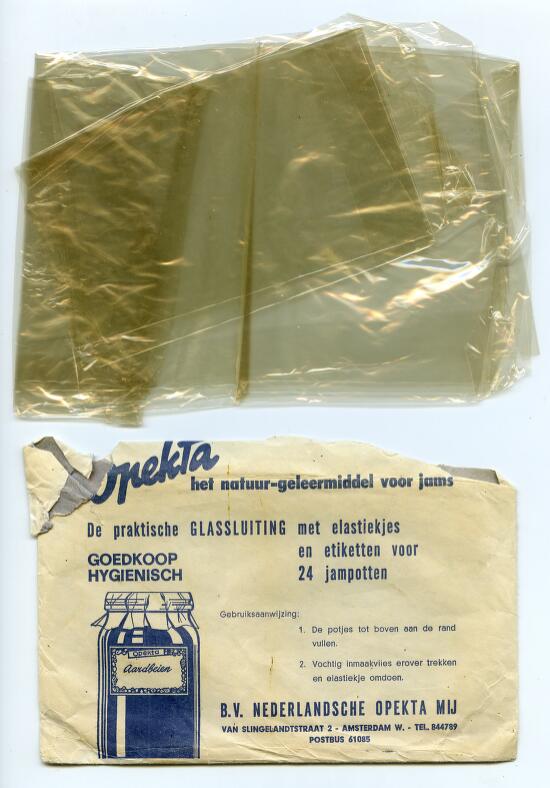 Opekta
het natuur-geleermiddel voor jams
De praktische GLASSLUITING met elastiekjes
en etiketten voor
24 jampotten
GOEDKOOP
HYGIENISCH
Gebruiksaanwijzing:
1. De potjes tot boven aan de rand
vullen.
2. Vochtig inmaakvlies erover trekken
en elastiekje omdoen.
opekta
Aardbeien
B.V. NEDERLANDSCHE OPEKTA MIJ
VAN SLINGELANDTSTRAAT 2 - AMSTERDAM W. - TEL. 844789
POSTBUS 61085